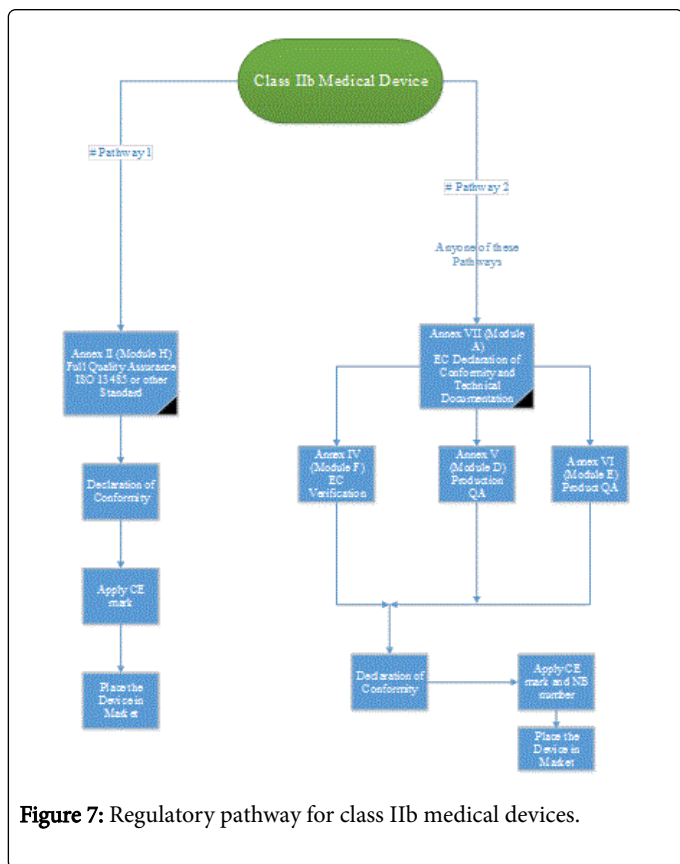 Class IIb Medical Device
# Pathway 1
# Pathway 2
Anyone of these
Pathways
Annex II (Module H)
Full Quality Assurance
ISO 13485 or other
Standard
Annex VII (Module
A)
EC Declaration of
Conformity and
Technical
Documentation
Annex IV
(Module F)
EC
Verification
Annex V
(Module D)
Production
QA
Annex VI
(Module E)
Product QA
Declaration of
Conformity
Apply CE
mark
Place the
Device in
Market
Declaration of
Conformity
Apply CE
mark and NB
number
Place the
Device in
Market
Figure 7: Regulatory pathway for class IIb medical devices.